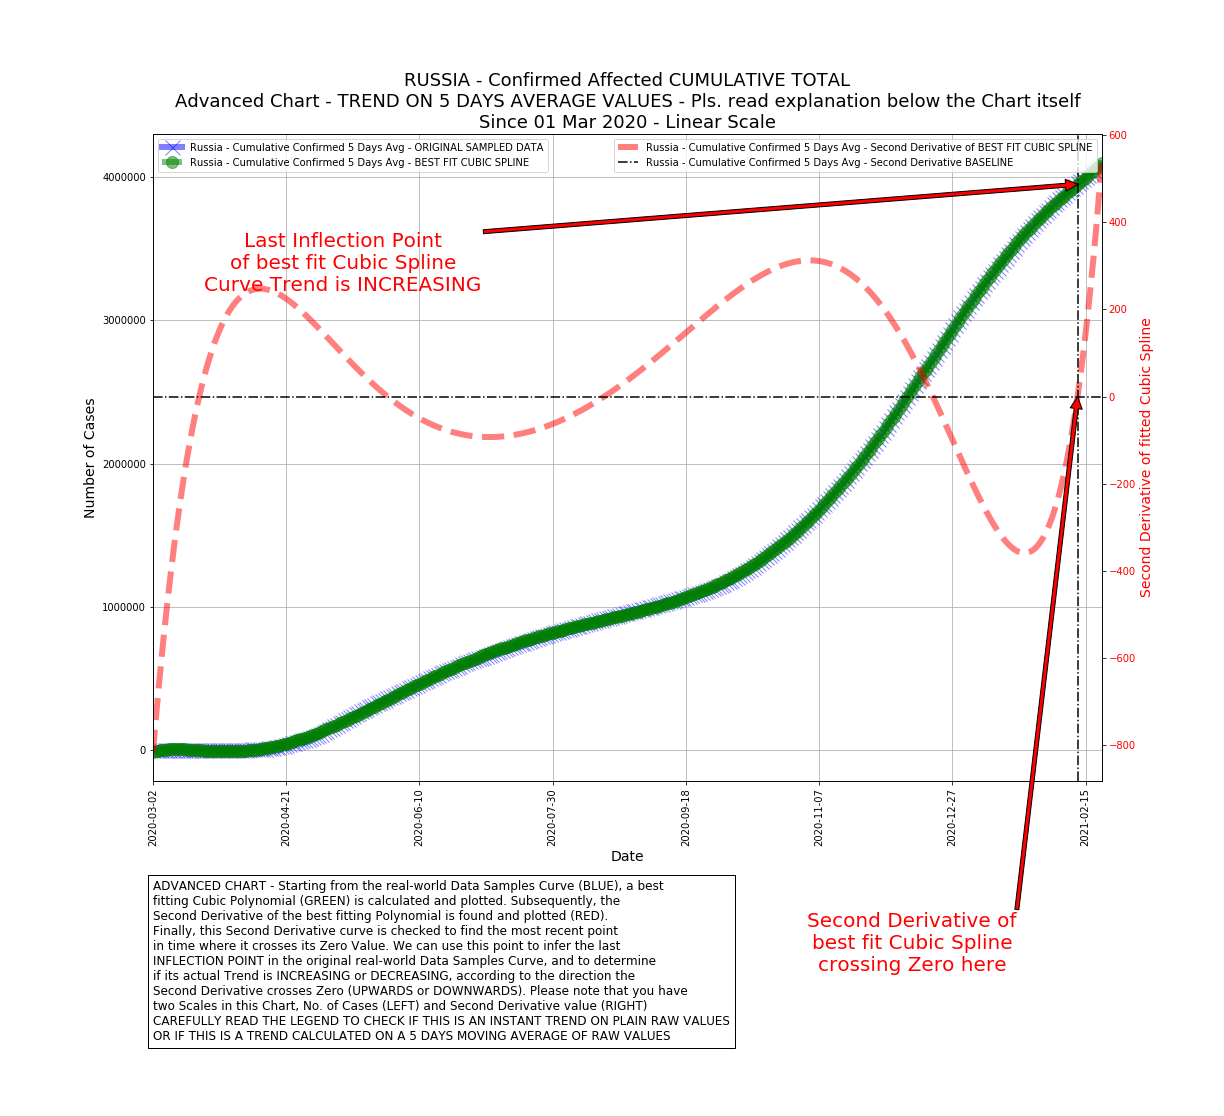 RUSSIA - Confirmed Affected CUMULATIVE TOTAL
Advanced Chart - TREND ON 5 DAYS AVERAGE VALUES - Pls. read explanation below the Chart itself
Since 01 Mar 2020 - Linear Scale
Russia - Cumulative Confirmed 5 Days Avg - ORIGINAL SAMPLED DATA
Russia - Cumulative Confirmed 5 Days Avg - BEST FIT CUBIC SPLINE
Russia - Cumulative Confirmed 5 Days Avg - Second Derivative of BEST FIT CUBIC SPLINE
Russia - Cumulative Confirmed 5 Days Avg - Second Derivative BASELINE
Last Inflection Point
of best fit Cubic Spline
Curve Trend is INCREASING
Number of Cases
4000000
3000000
2000000
1000000
0
600
400
200
0
−200
−400
−600
−800
Second Derivative of fitted Cubic Spline
2020-03-02
2020-04-21
2020-06-10
2020-07-30
2020-09-18
2020-11-07
2020-12-27
2021-02-15
Date
ADVANCED CHART - Starting from the real-world Data Samples Curve (BLUE), a best
fitting Cubic Polynomial (GREEN) is calculated and plotted. Subsequently, the
Second Derivative of the best fitting Polynomial is found and plotted (RED).
Finally, this Second Derivative curve is checked to find the most recent point
in time where it crosses its Zero Value. We can use this point to infer the last
INFLECTION POINT in the original real-world Data Samples Curve, and to determine
if its actual Trend is INCREASING or DECREASING, according to the direction the
Second Derivative crosses Zero (UPWARDS or DOWNWARDS). Please note that you have
two Scales in this Chart, No. of Cases (LEFT) and Second Derivative value (RIGHT)
CAREFULLY READ THE LEGEND TO CHECK IF THIS IS AN INSTANT TREND ON PLAIN RAW VALUES
OR IF THIS IS A TREND CALCULATED ON A 5 DAYS MOVING AVERAGE OF RAW VALUES
Second Derivative of
best fit Cubic Spline
crossing Zero here